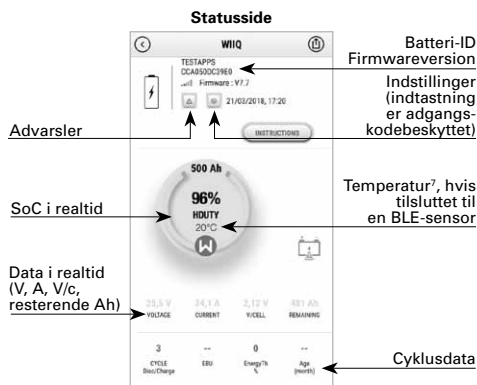 Statusside
WIIQ
TESTAPPS
CCA050DC39E0
Firmware : V7.7
21/03/2018, 17:20
INSTRUCTIONS
Batteri-ID
Firmwareversion
Indstillinger
(indtastning
er adgangs-
kodebeskyttet)
Advarsler
500 Ah
96%
HDUTY
20°C
SoC i realtid
Temperatur⁷, hvis
tilsluttet til
en BLE-sensor
Data i realtid
(V, A, V/c,
resterende Ah)
25,5 V 34,1 A 2,12 V 481 Ah
VOLTAGE CURRENT V/CELL REMAINING
3 -- 0 --
CYCLE EBU EnergyTh Age
Disc/Charge % (month)
Cyklusdata